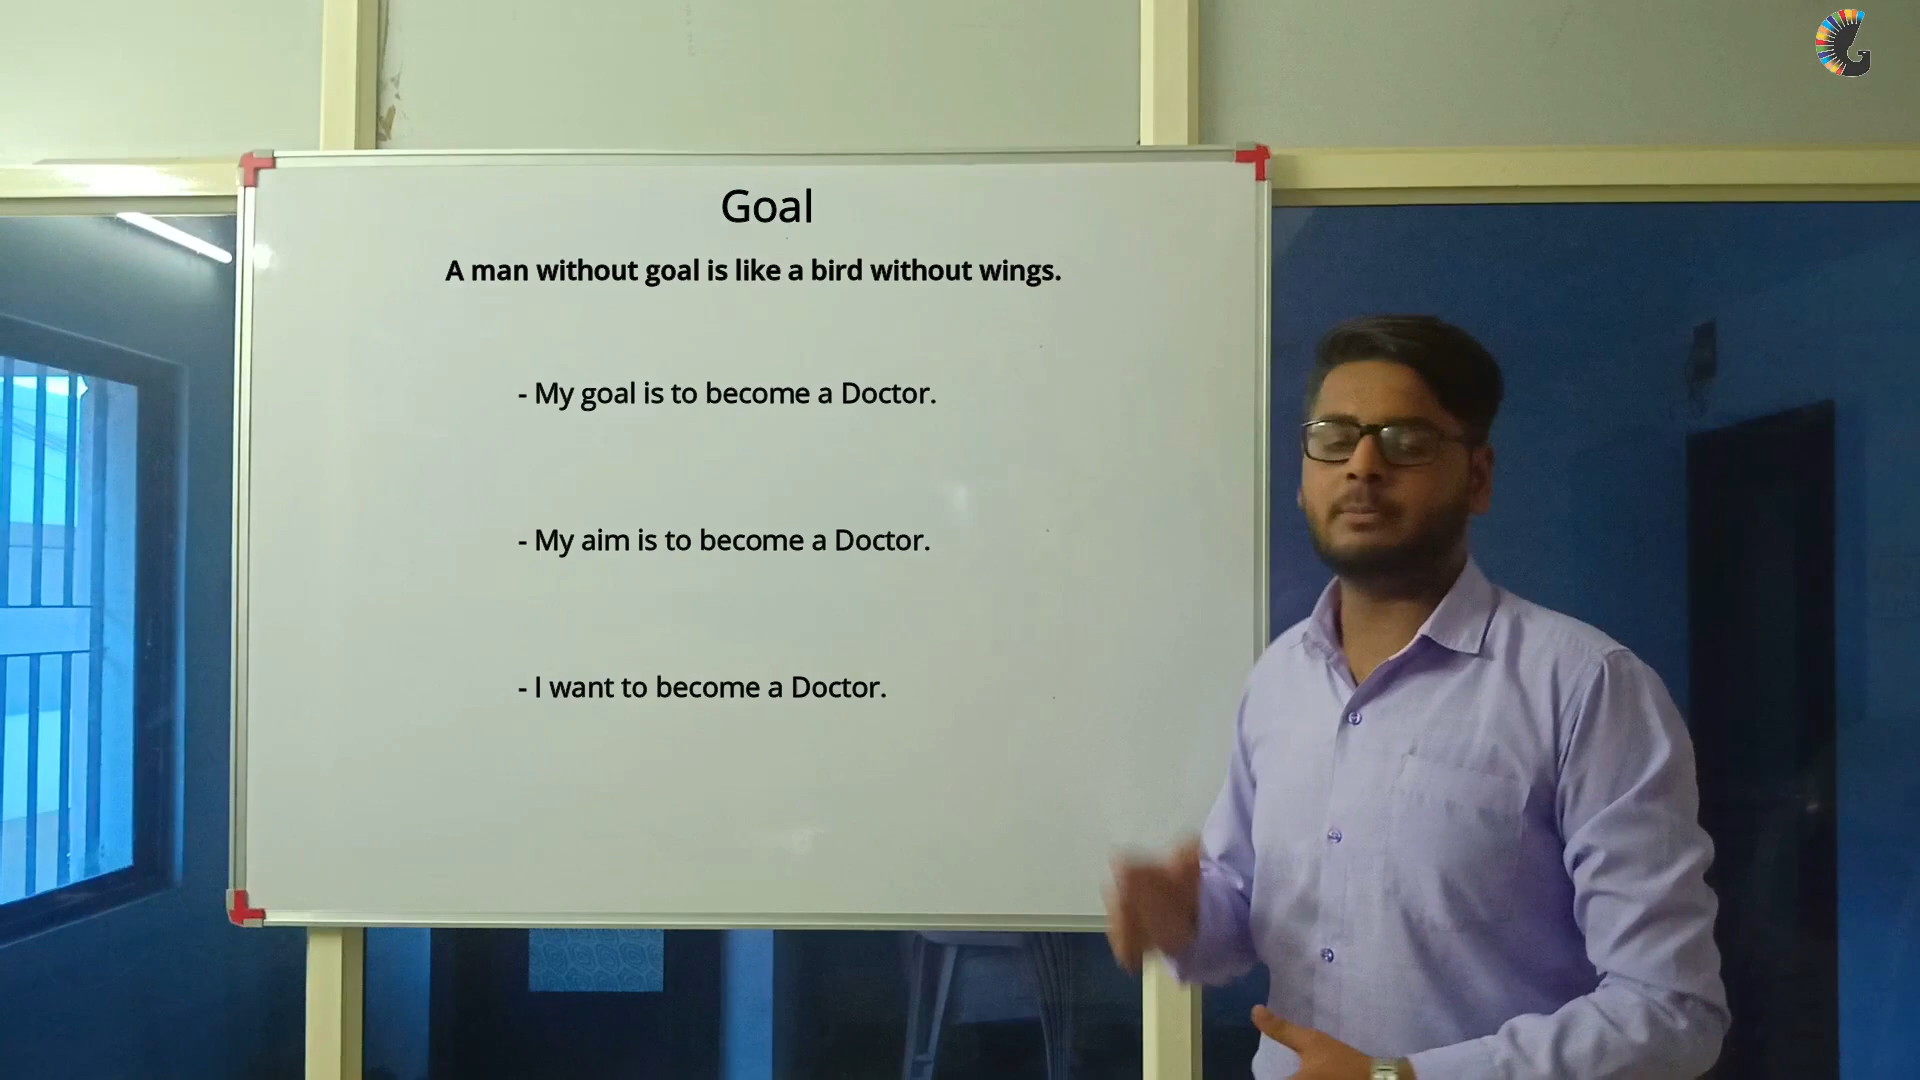 Goal
A man without goal is like a bird without wings.
- My goal is to become a Doctor.
- My aim is to become a Doctor.
- I want to become a Doctor.